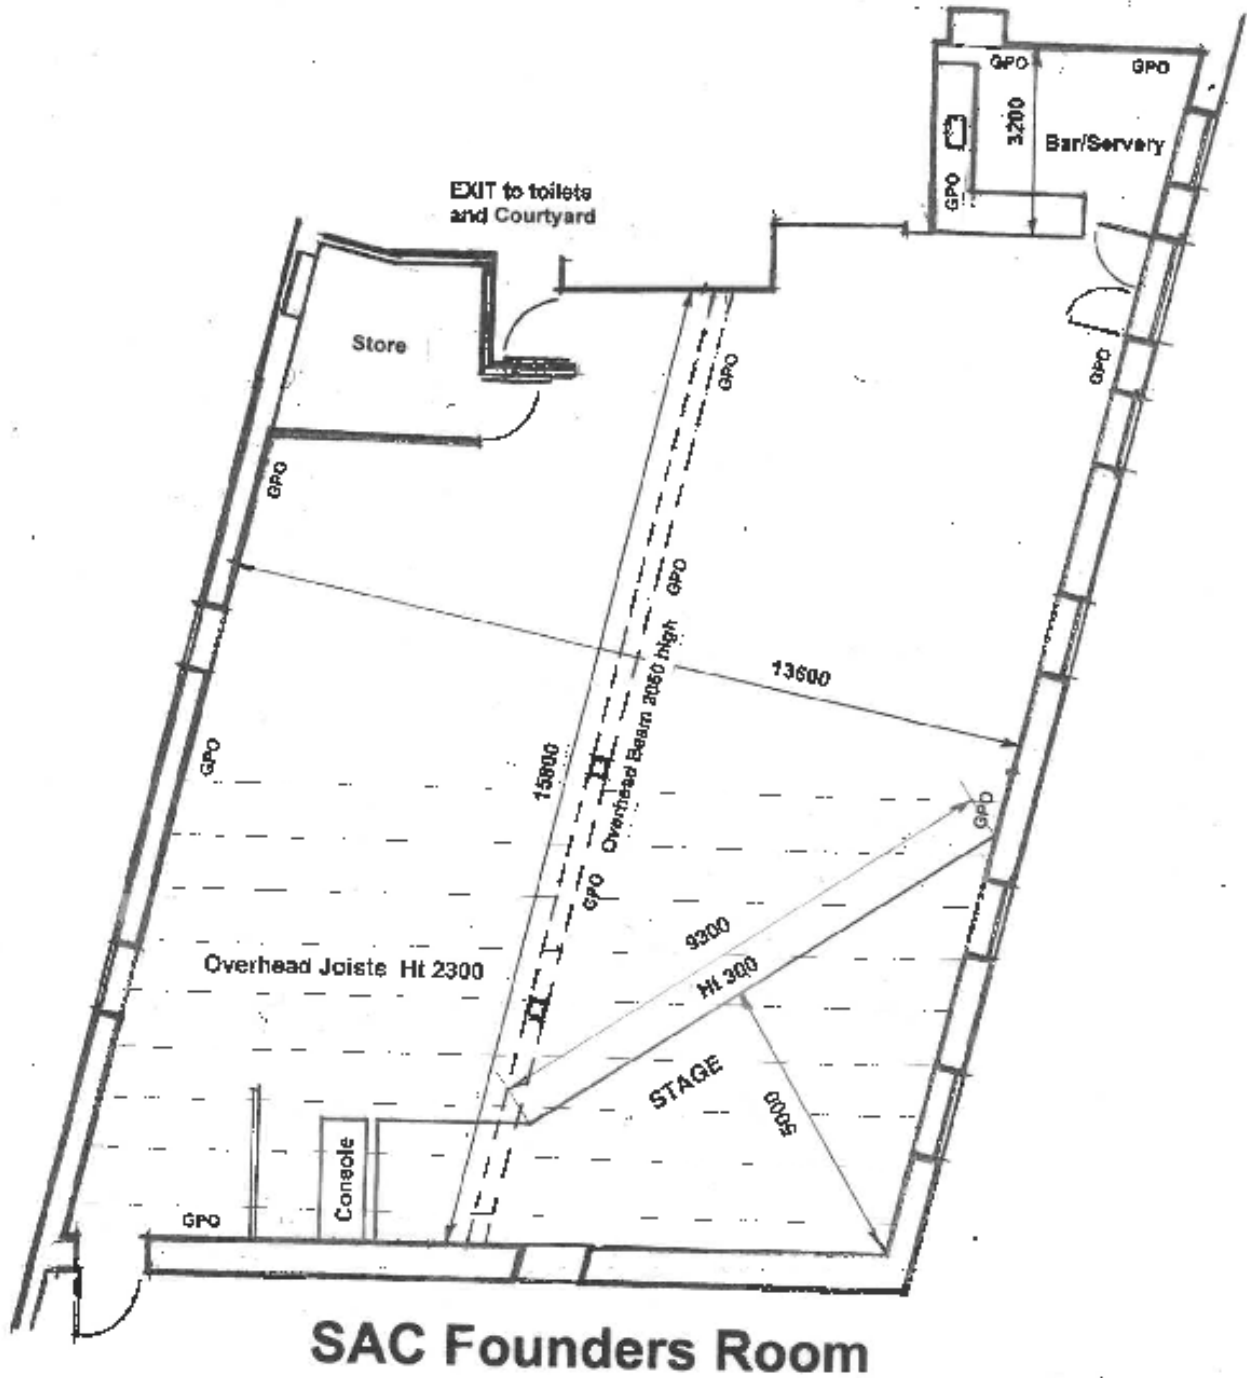 GPO
GPO
3200
Bar/Servery
GPO
EXIT to toilets
and Courtyard
Store
GPO
GPO
GPO
GPO
13600
Overhead Beam 2050 high
GPO
15800
GPO
GPO
9300
Ht 300
Overhead Joists Ht 2300
STAGE
5000
Console
GPO
SAC Founders Room